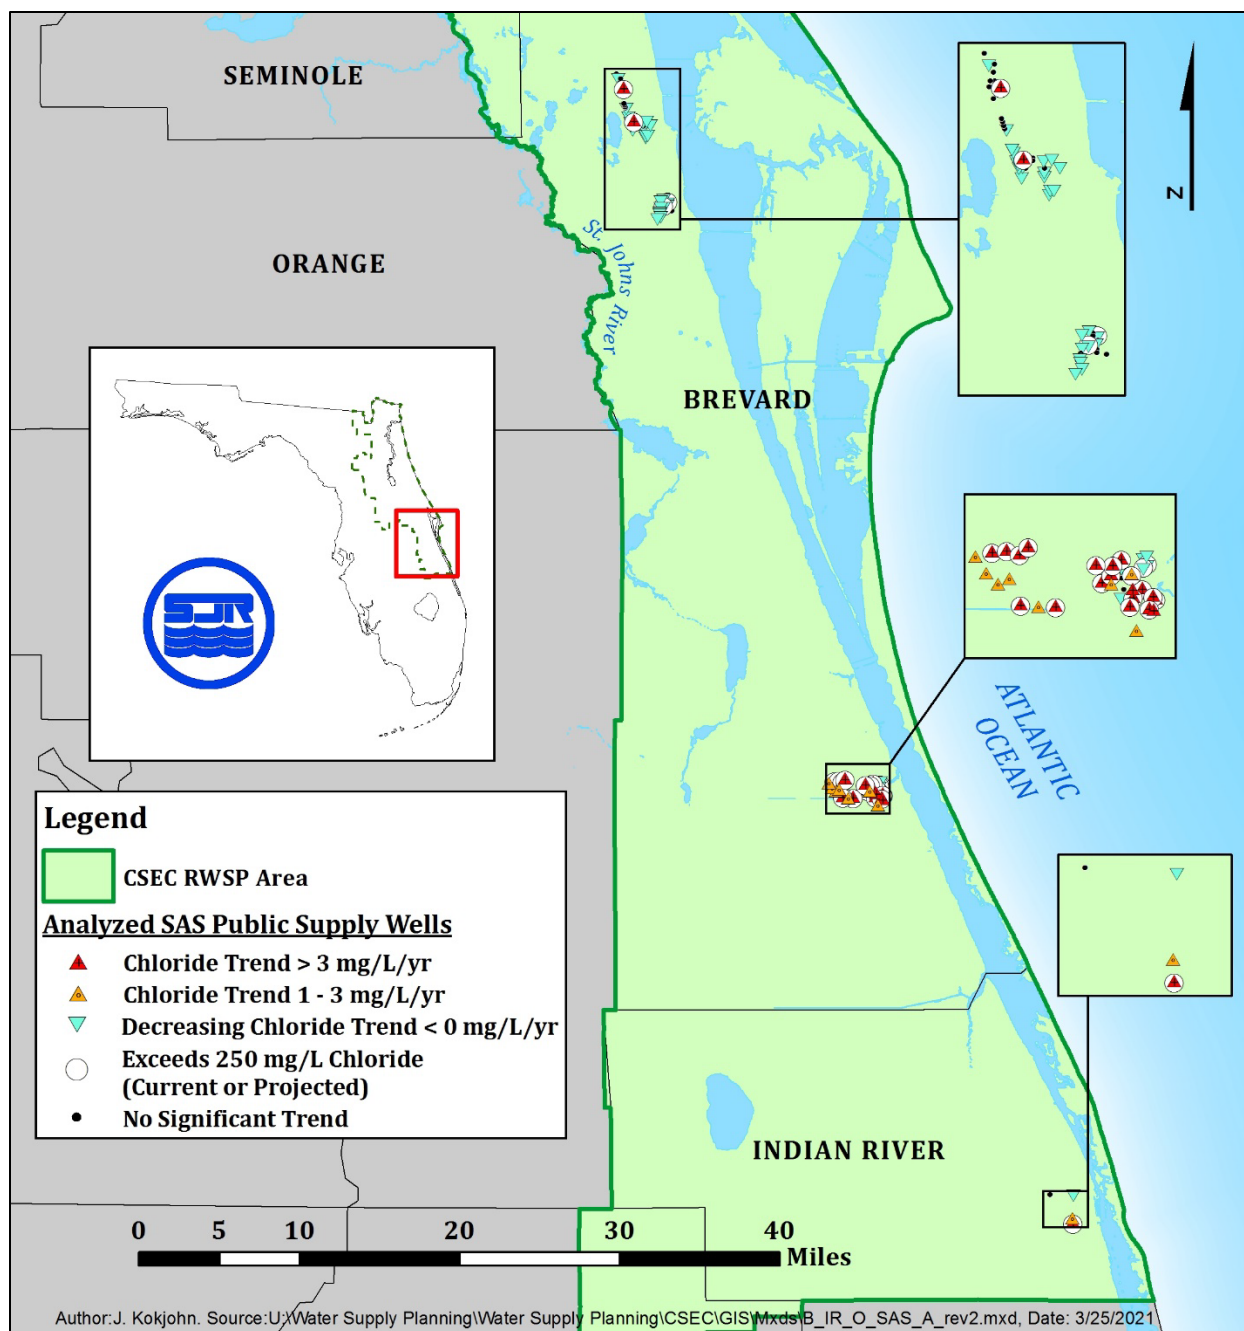 SEMINOLE
ORANGE
St. Johns River
BREVARD
N
SJR
ATLANTIC
OCEAN
Legend
CSEC RWSP Area
Analyzed SAS Public Supply Wells
Chloride Trend > 3 mg/L/yr
Chloride Trend 1 - 3 mg/L/yr
Decreasing Chloride Trend < 0 mg/L/yr
Exceeds 250 mg/L Chloride
(Current or Projected)
No Significant Trend
INDIAN RIVER
0 5 10 20 30 40
Miles
Author:J. Kokjohn. Source:U:\Water Supply Planning\Water Supply Planning\CSEC\GIS\Mxds\B_IR_O_SAS_A_rev2.mxd, Date: 3/25/2021